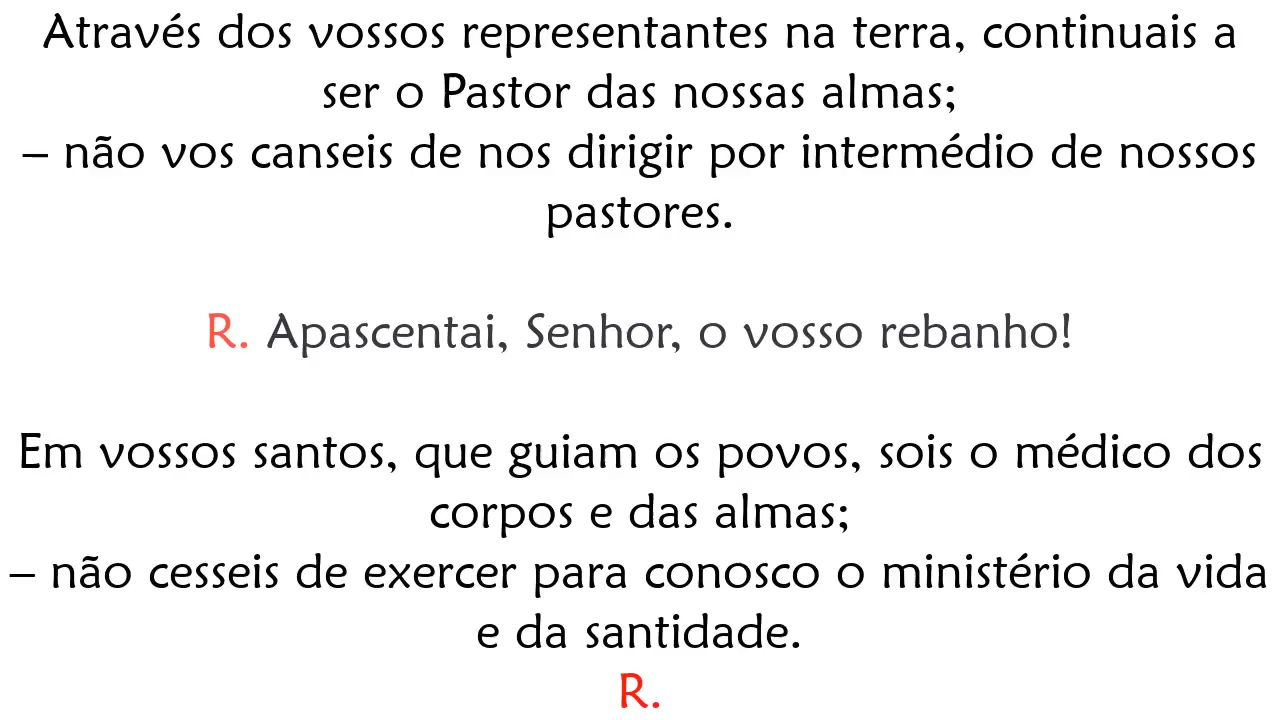 Através dos vossos representantes na terra, continuais a
ser o Pastor das nossas almas;
– não vos canseis de nos dirigir por intermédio de nossos
pastores.
R. Apascentai, Senhor, o vosso rebanho!
Em vossos santos, que guiam os povos, sois o médico dos
corpos e das almas;
– não cesseis de exercer para conosco o ministério da vida
e da santidade.
R.